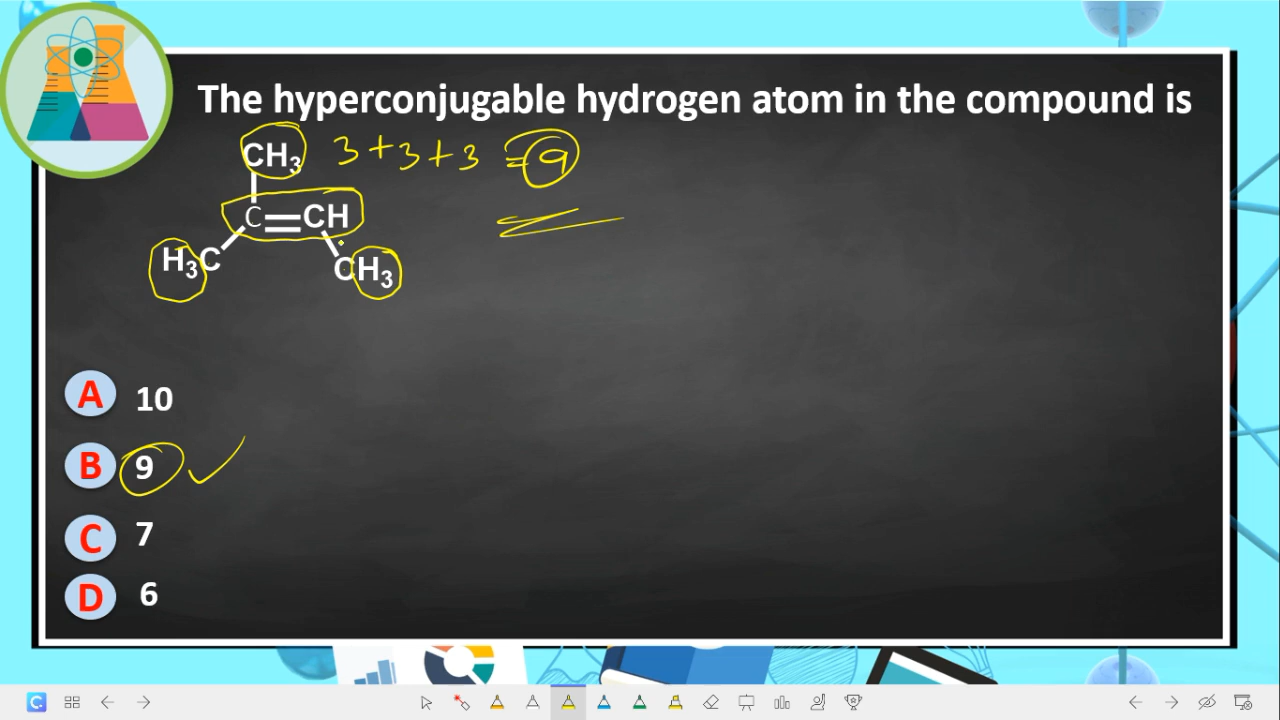 The hyperconjugable hydrogen atom in the compound is
CH₃ 3 + 3 + 3 = 9
C=CH
H₃C CH₃
A 10
B 9 ✓
C 7
D 6
C